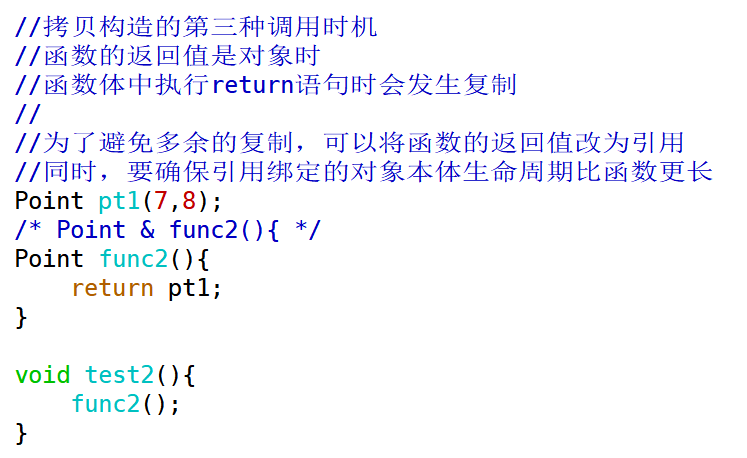 //拷贝构造的第三种调用时机
//函数的返回值是对象时
//函数体中执行return语句时会发生复制
//
//为了避免多余的复制，可以将函数的返回值改为引用
//同时，要确保引用绑定的对象本体生命周期比函数更长
Point pt1(7,8);
/* Point & func2(){ */
Point func2(){
    return pt1;
}

void test2(){
    func2();
}